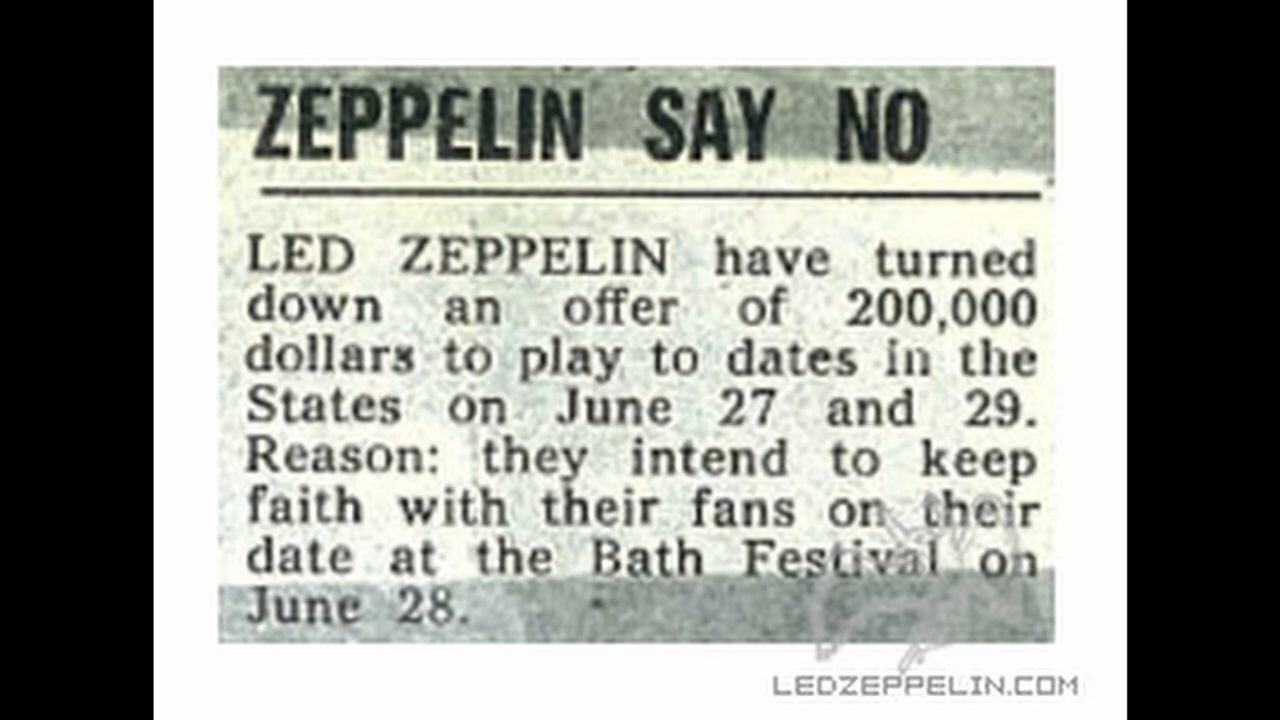 ZEPPELIN SAY NO
LED ZEPPELIN have turned
down an offer of 200,000
dollars to play to dates in the
States on June 27 and 29.
Reason: they intend to keep
faith with their fans on their
date at the Bath Festival on
June 28.
LEDZEPPELIN.COM